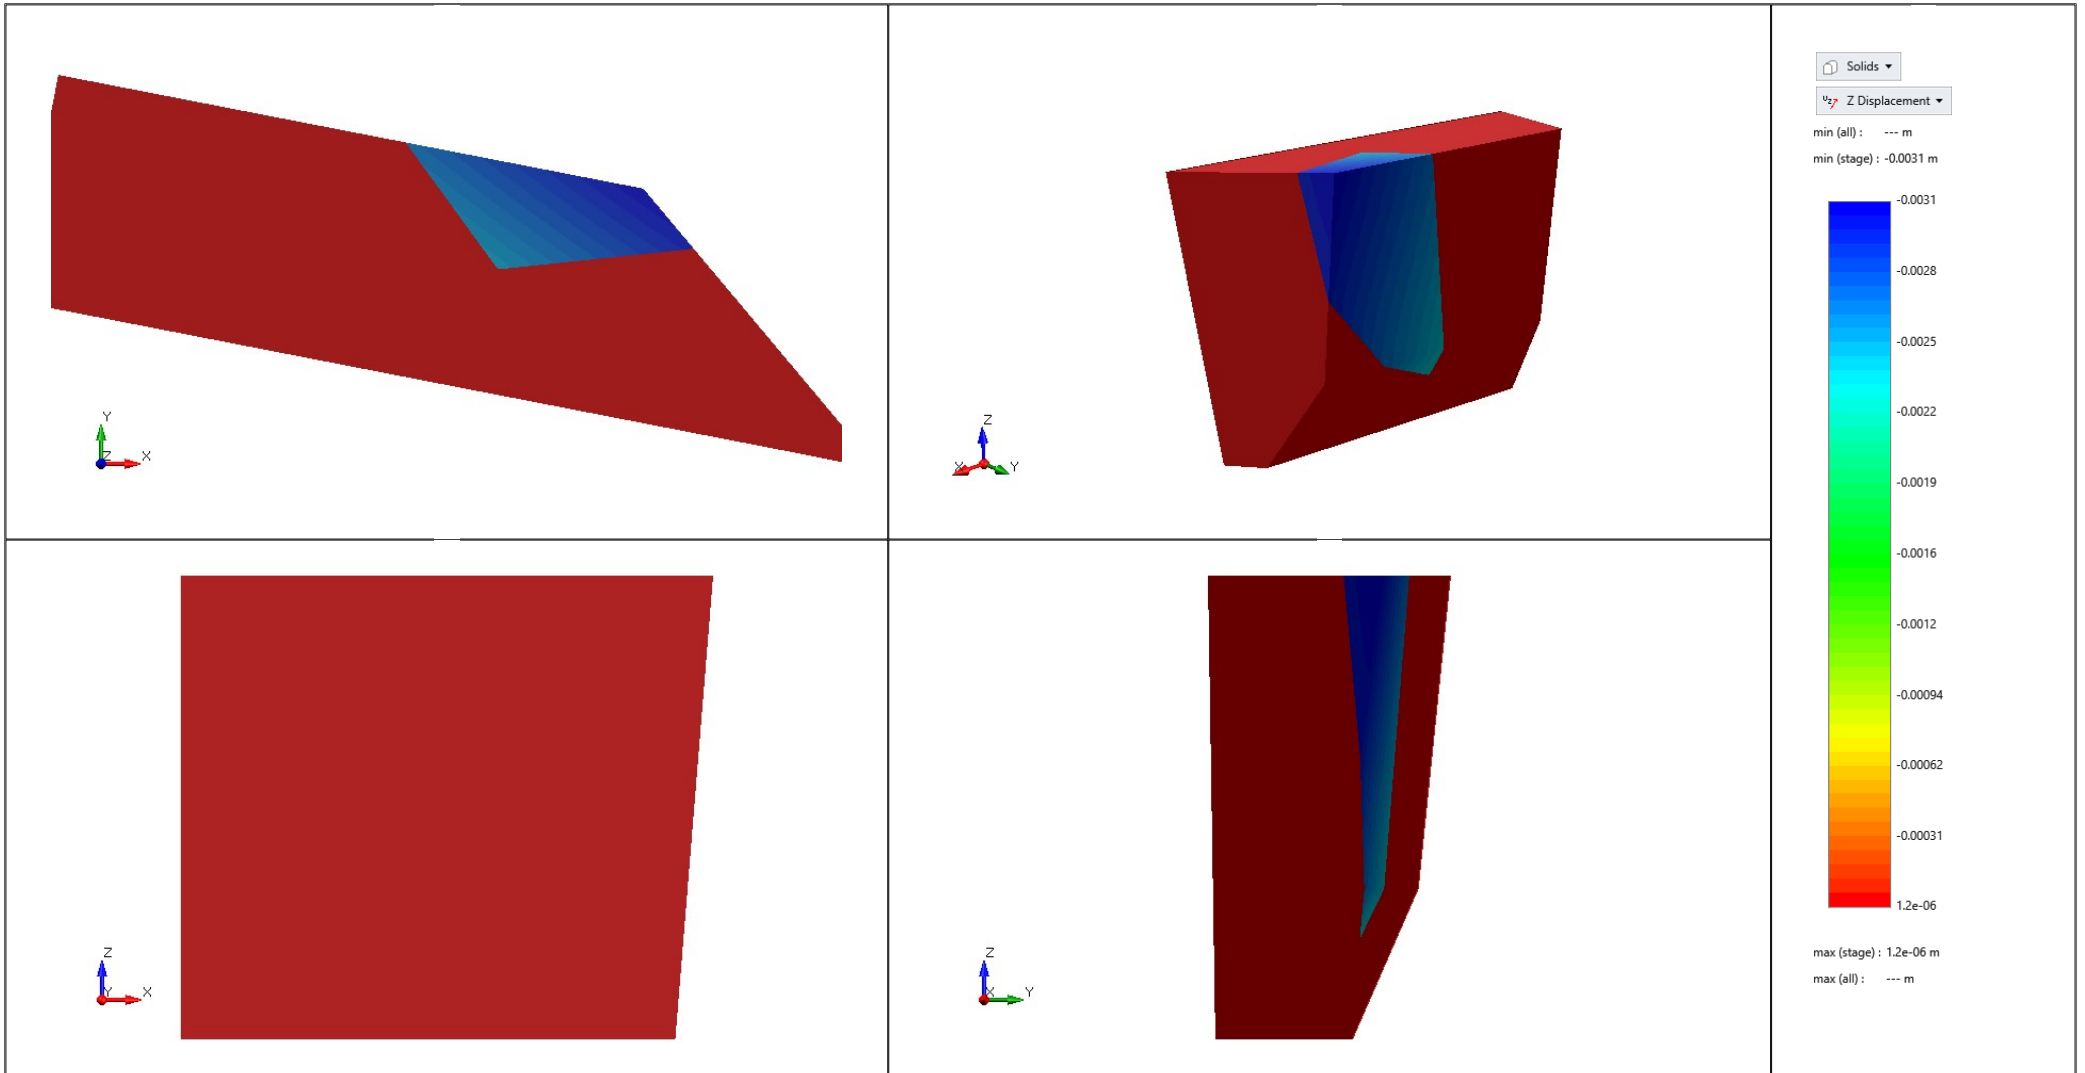 Y
Z
X
Z
X
Y
Z
Y
X
Z
X
Y
Solids
Uz
Z Displacement
min (all) : --- m
min (stage) : -0.0031 m
-0.0031
-0.0028
-0.0025
-0.0022
-0.0019
-0.0016
-0.0012
-0.00094
-0.00062
-0.00031
1.2e-06
max (stage) : 1.2e-06 m
max (all) : --- m